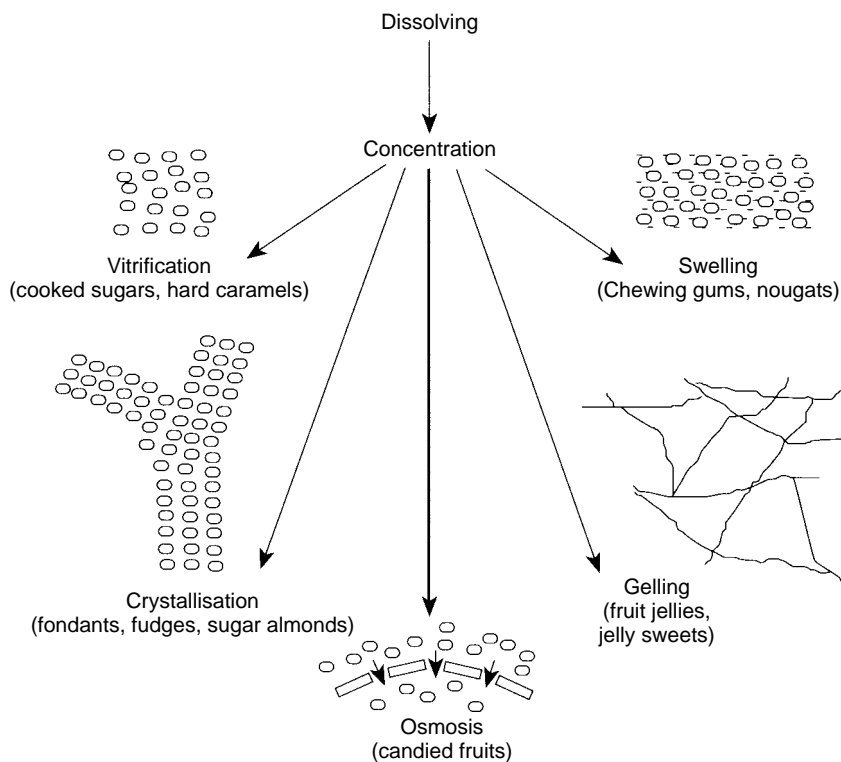 Dissolving
Concentration
Vitrification
(cooked sugars, hard caramels)
Swelling
(Chewing gums, nougats)
Crystallisation
(fondants, fudges, sugar almonds)
Gelling
(fruit jellies,
jelly sweets)
Osmosis
(candied fruits)